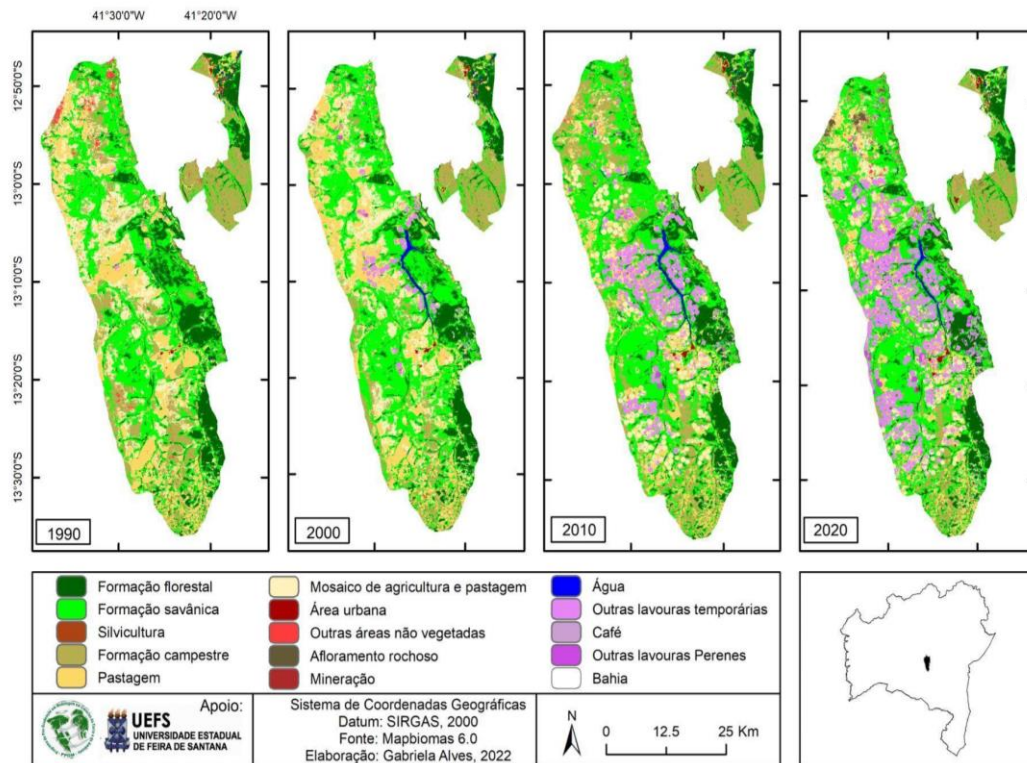 41°30'0"W 41°20'0"W
12°50'0"S
13°0'0"S
13°10'0"S
13°20'0"S
13°30'0"S
1990
2000
2010
2020
Formação florestal
Formação savânica
Silvicultura
Formação campestre
Pastagem
Mosaico de agricultura e pastagem
Área urbana
Outras áreas não vegetadas
Afloramento rochoso
Mineração
Água
Outras lavouras temporárias
Café
Outras lavouras Perenes
Bahia
Apoio:
UEFS
UNIVERSIDADE ESTADUAL
DE FEIRA DE SANTANA
Sistema de Coordenadas Geográficas
Datum: SIRGAS, 2000
Fonte: Mapbiomas 6.0
Elaboração: Gabriela Alves, 2022
N
0 12.5 25 Km